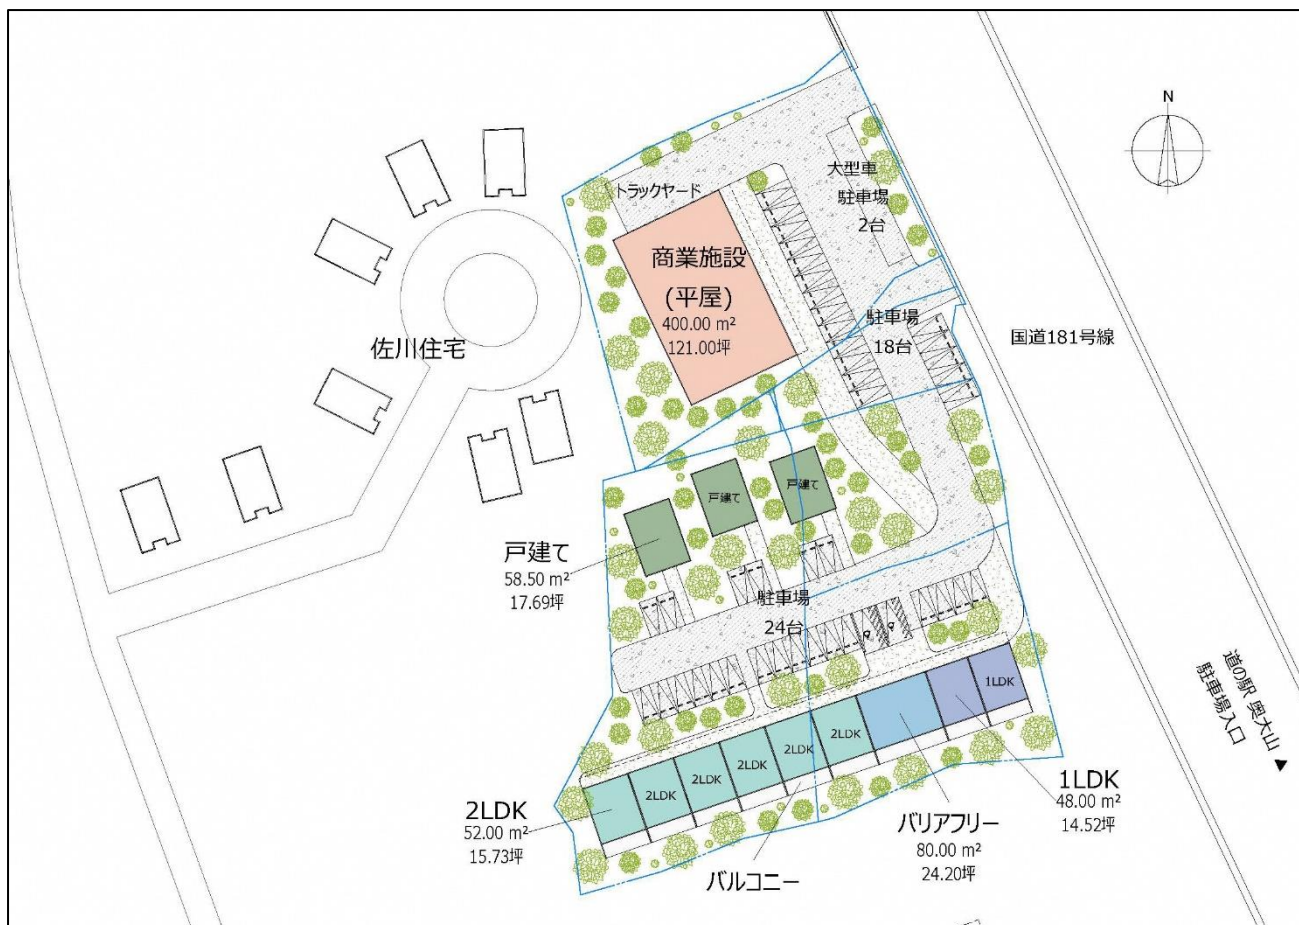 N
トラックヤード
大型車
駐車場
2台
商業施設
(平屋)
400.00 m²
121.00坪
駐車場
18台
国道181号線
佐川住宅
戸建て
戸建て
戸建て
58.50 m²
17.69坪
駐車場
24台
道の駅 奥大山 ▲
駐車場入口
1LDK
2LDK
2LDK
2LDK
2LDK
2LDK
2LDK
52.00 m²
15.73坪
1LDK
48.00 m²
14.52坪
バリアフリー
80.00 m²
24.20坪
バルコニー